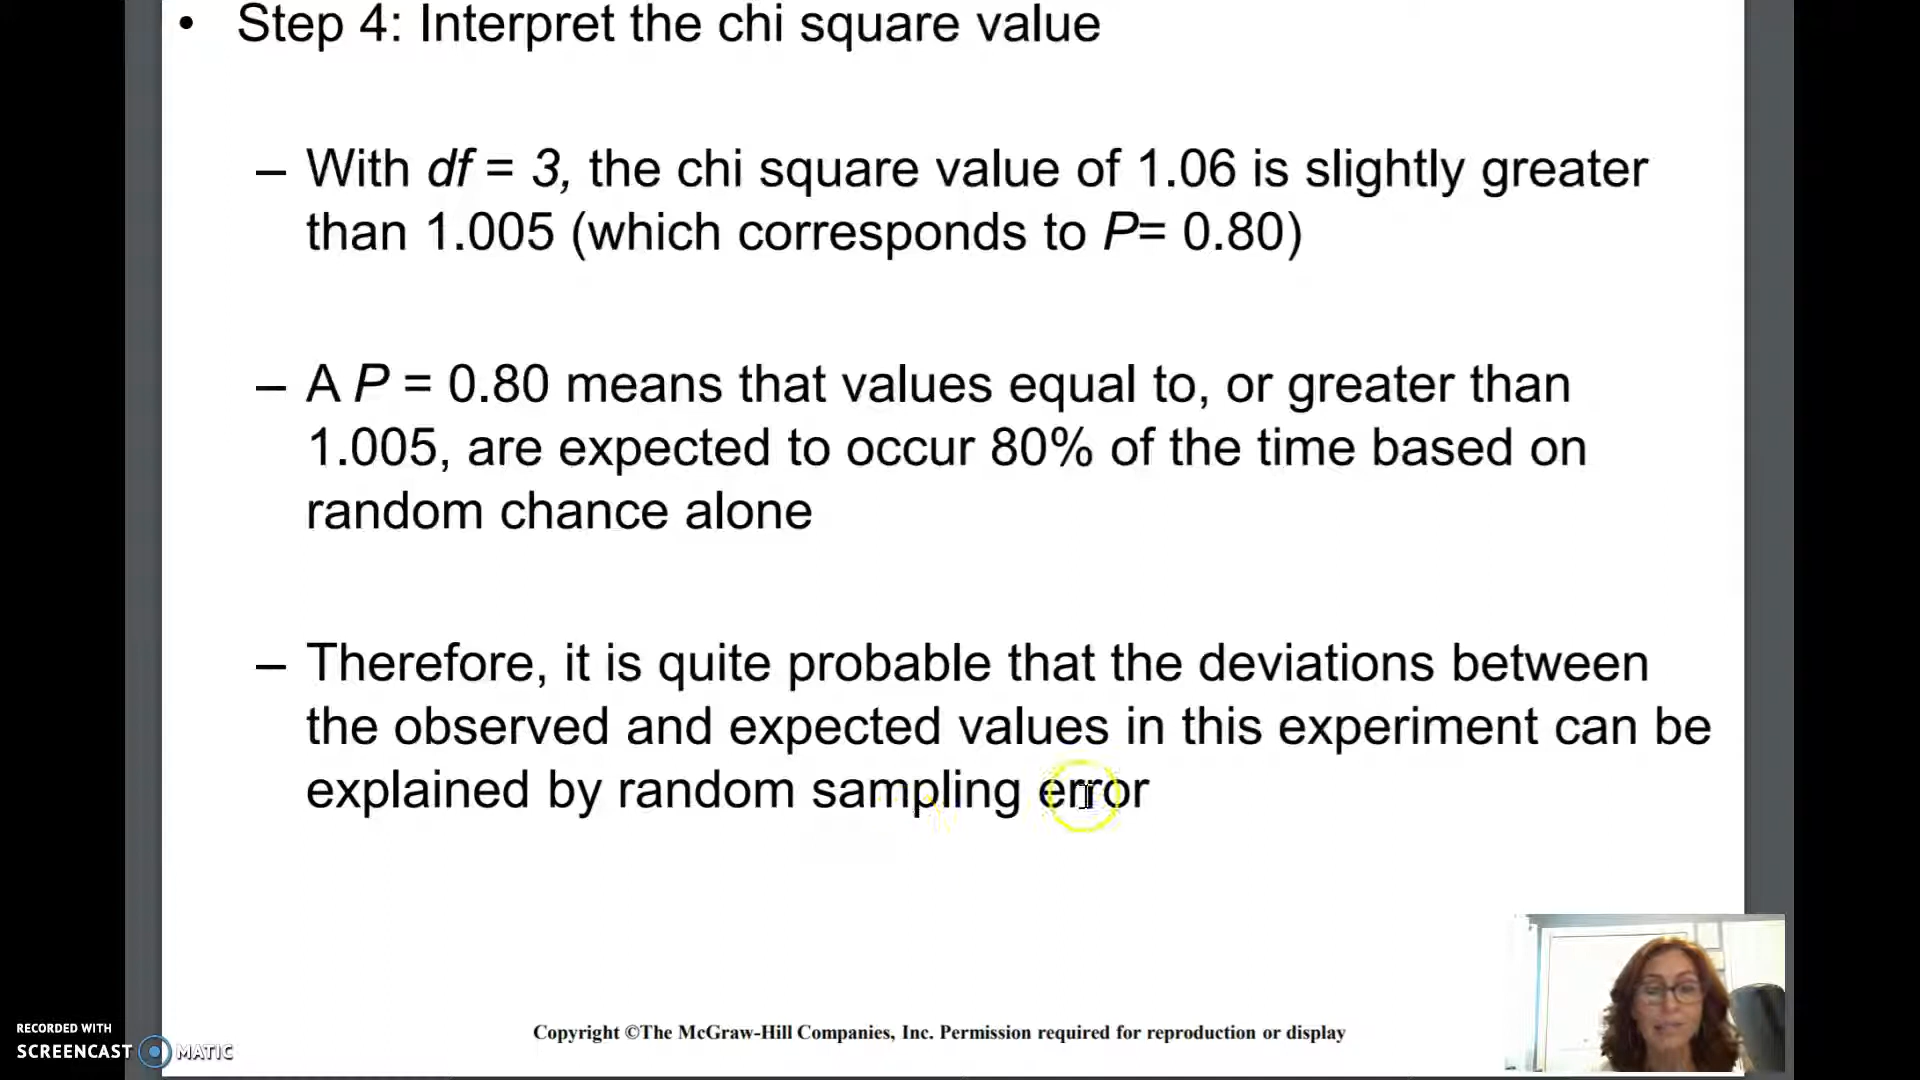 • Step 4: Interpret the chi square value
– With df = 3, the chi square value of 1.06 is slightly greater
than 1.005 (which corresponds to P= 0.80)
– A P = 0.80 means that values equal to, or greater than
1.005, are expected to occur 80% of the time based on
random chance alone
– Therefore, it is quite probable that the deviations between
the observed and expected values in this experiment can be
explained by random sampling error
Copyright ©The McGraw-Hill Companies, Inc. Permission required for reproduction or display
RECORDED WITH
SCREENCAST MATIC